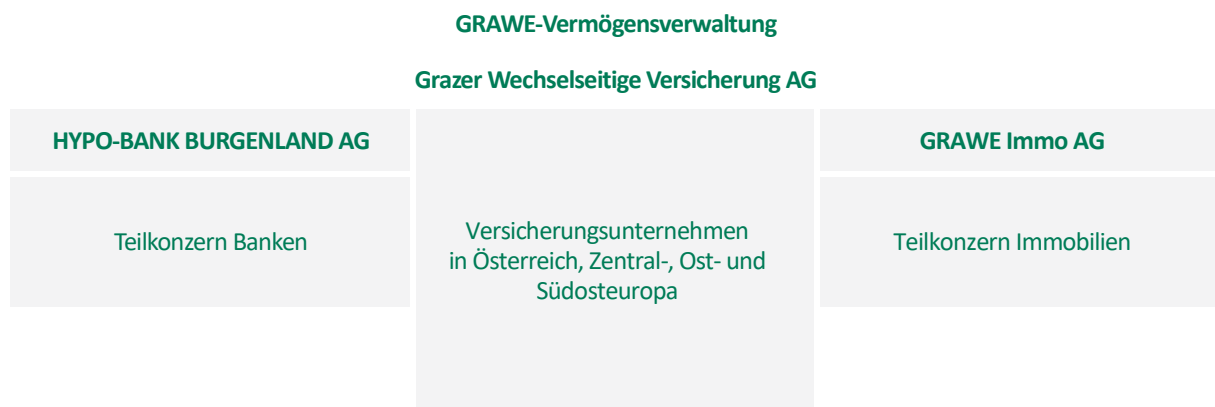 GRAWE-Vermögensverwaltung
Grazer Wechselseitige Versicherung AG
HYPO-BANK BURGENLAND AG
Teilkonzern Banken
Versicherungsunternehmen
in Österreich, Zentral-, Ost- und
Südosteuropa
GRAWE Immo AG
Teilkonzern Immobilien